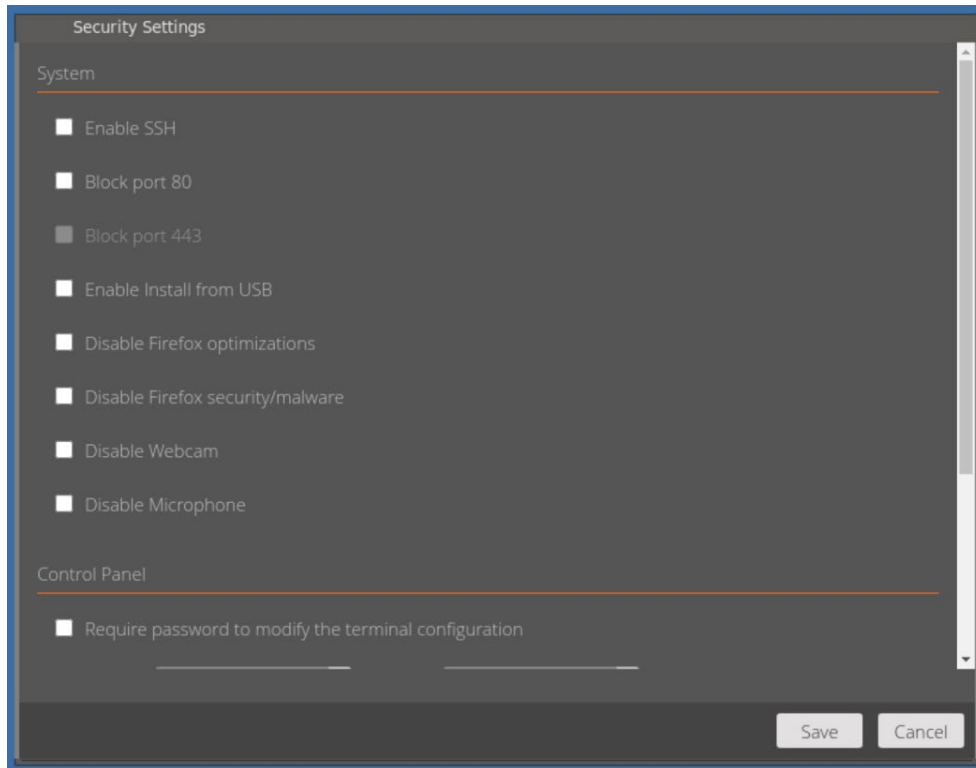 Security Settings
System
Enable SSH
Block port 80
Block port 443
Enable Install from USB
Disable Firefox optimizations
Disable Firefox security/malware
Disable Webcam
Disable Microphone
Control Panel
Require password to modify the terminal configuration
Save Cancel